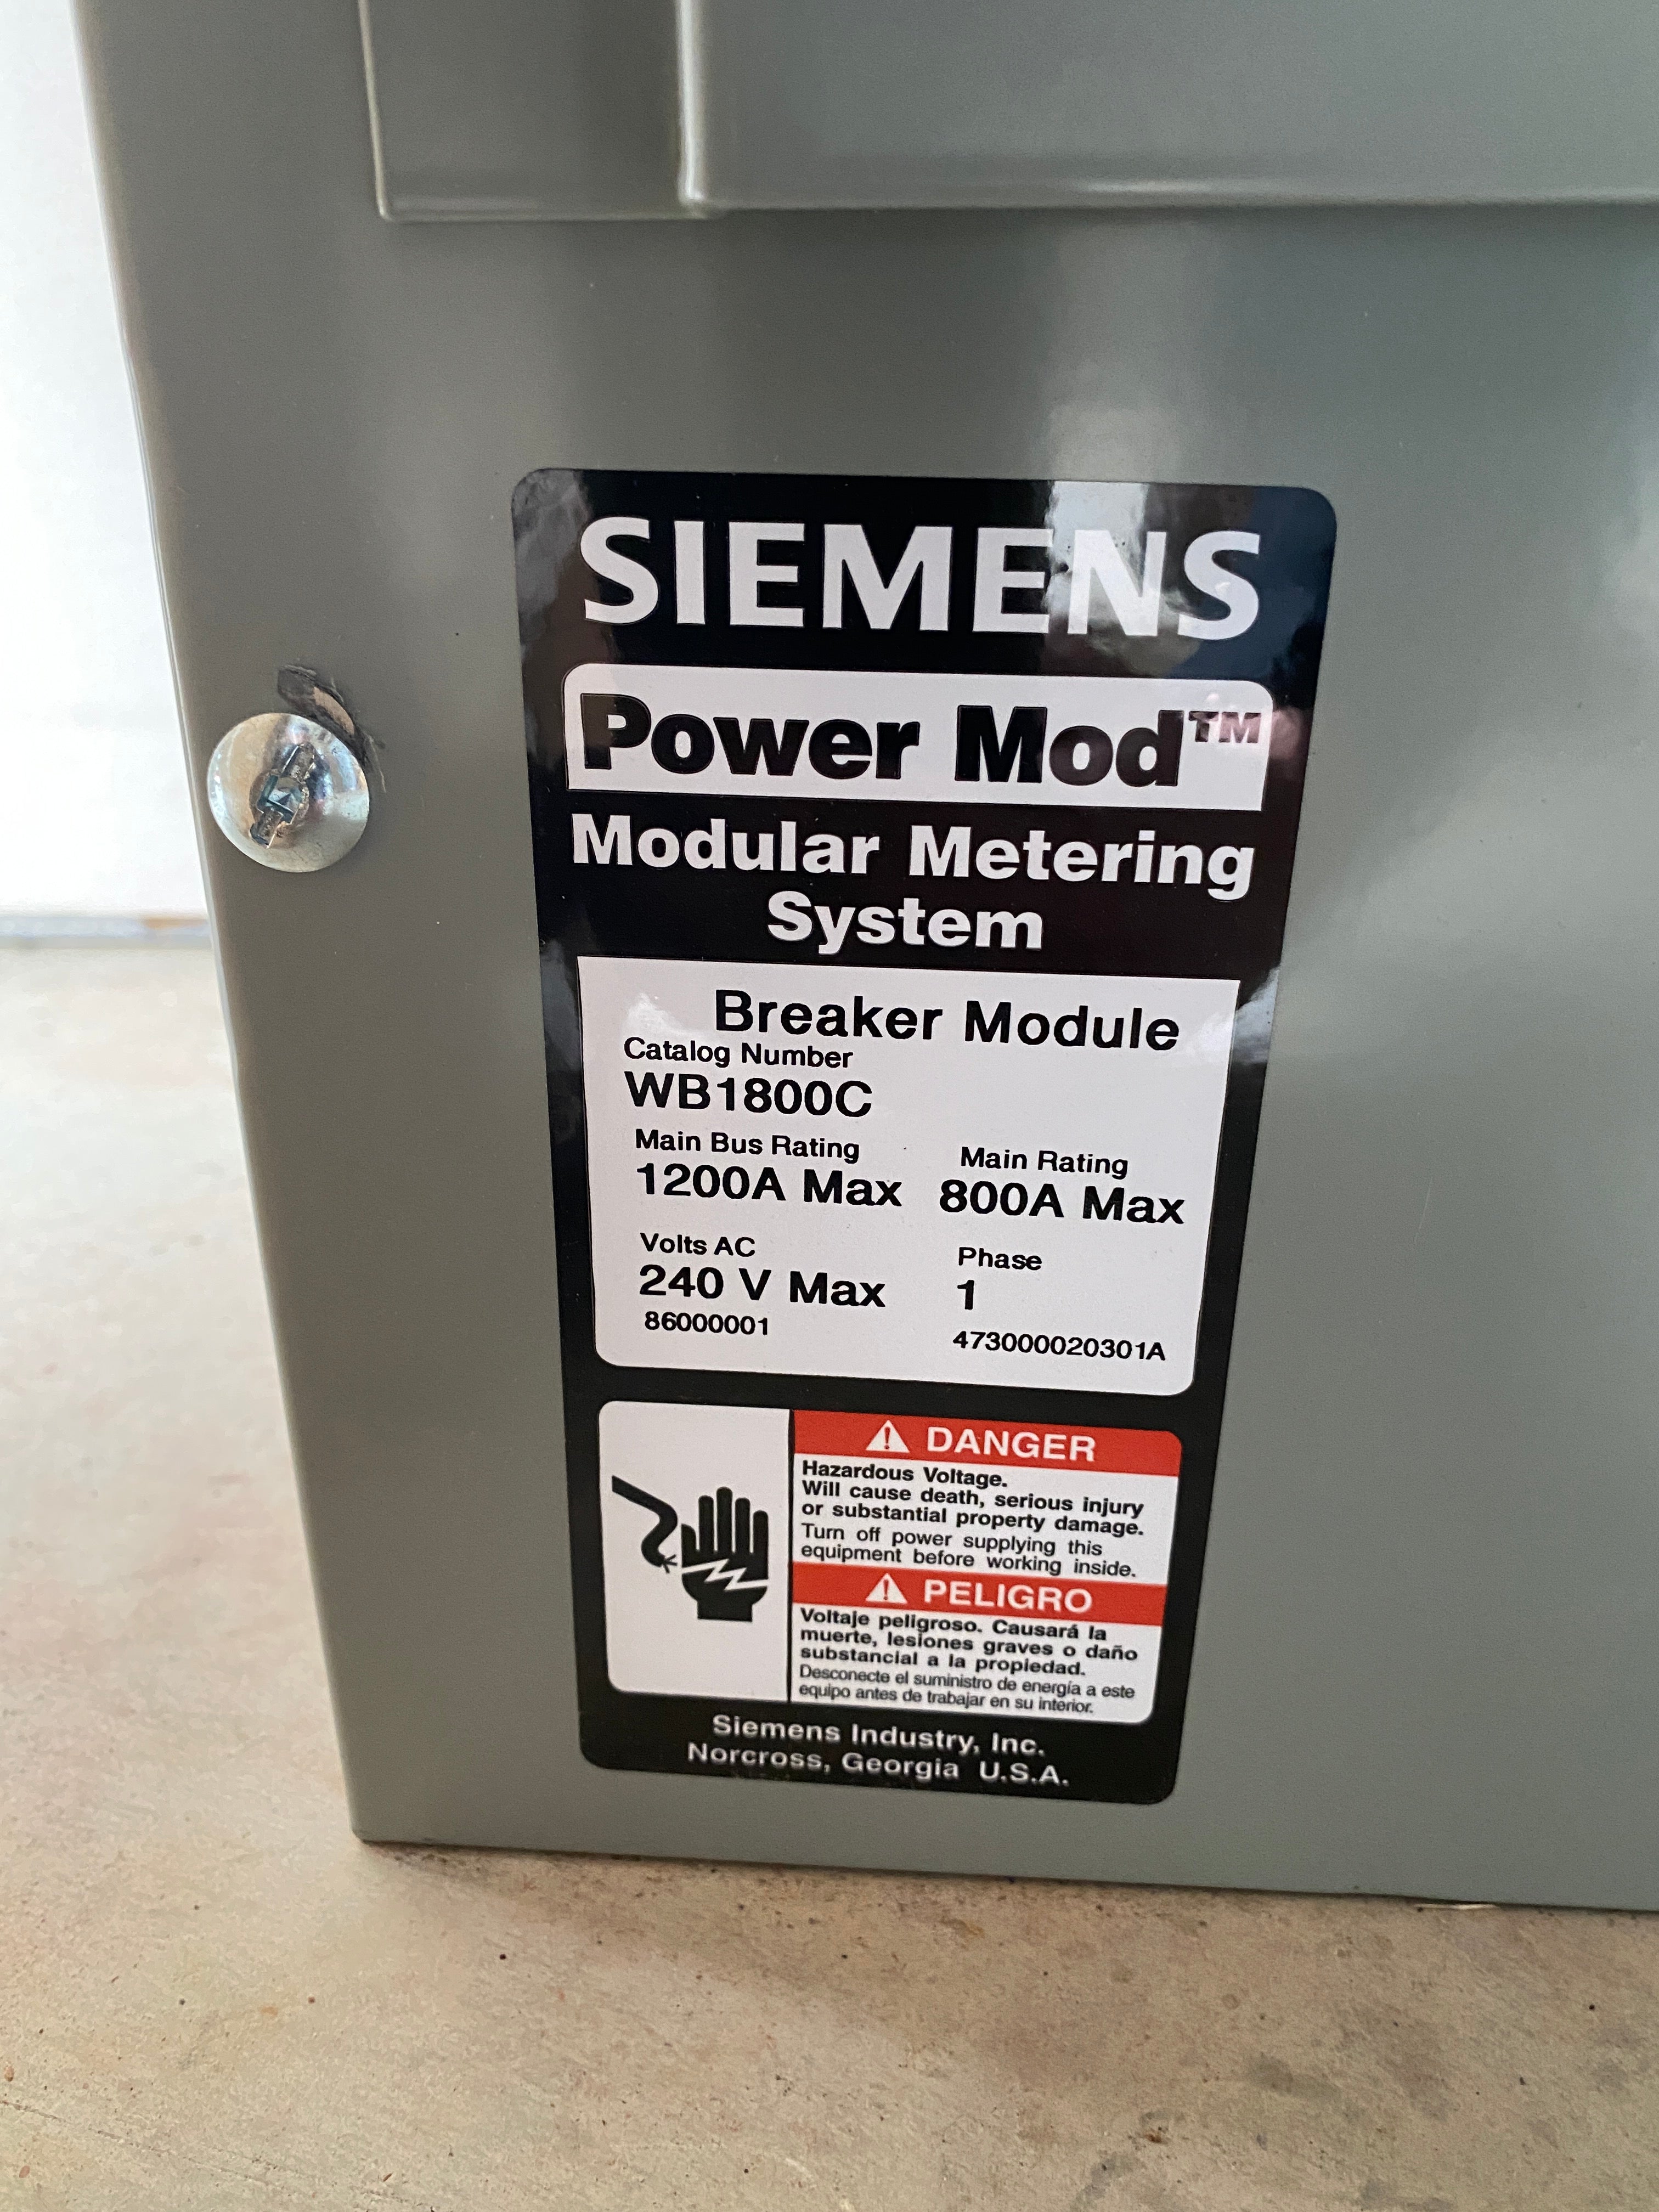 SIEMENS
Power Mod™
Modular Metering
System
Breaker Module
Catalog Number
WB1800C
Main Bus Rating Main Rating
1200A Max 800A Max
Volts AC Phase
240 V Max 1
86000001 473000020301A
DANGER
Hazardous Voltage.
Will cause death, serious injury
or substantial property damage.
Turn off power supplying this
equipment before working inside.
PELIGRO
Voltaje peligroso. Causará la
muerte, lesiones graves o daño
substancial a la propiedad.
Desconecte el suministro de energía a este
equipo antes de trabajar en su interior.
Siemens Industry, Inc.
Norcross, Georgia U.S.A.